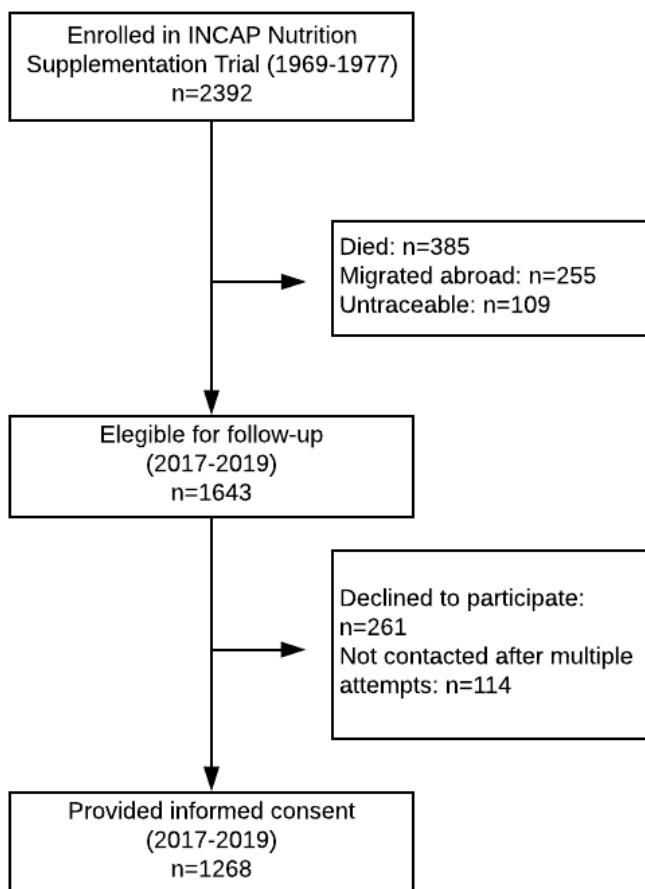 Enrolled in INCAP Nutrition
Supplementation Trial (1969-1977)
n=2392
Died: n=385
Migrated abroad: n=255
Untraceable: n=109
Elegible for follow-up
(2017-2019)
n=1643
Declined to participate:
n=261
Not contacted after multiple
attempts: n=114
Provided informed consent
(2017-2019)
n=1268